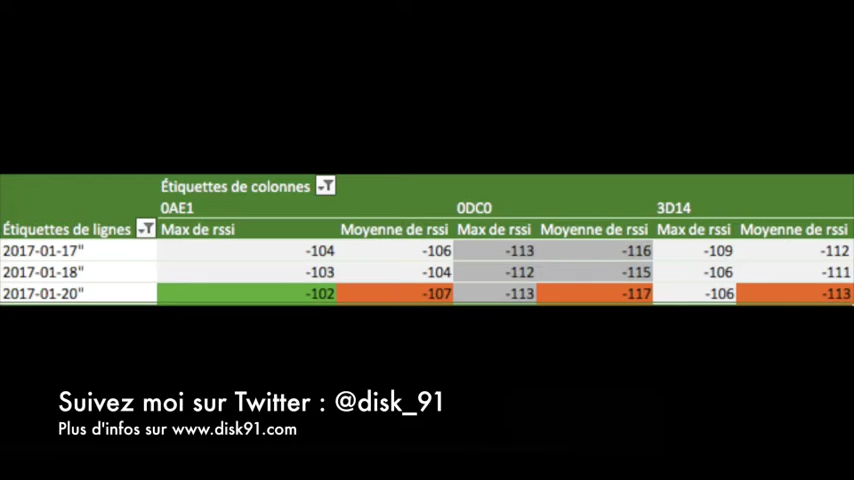 Étiquettes de colonnes
0AE1 0DC0 3D14
Étiquettes de lignes Max de rssi Moyenne de rssi Max de rssi Moyenne de rssi Max de rssi Moyenne de rssi
2017-01-17" -104 -106 -113 -116 -109 -112
2017-01-18" -103 -104 -112 -115 -106 -111
2017-01-20" -102 -107 -113 -117 -106 -113
Suivez moi sur Twitter : @disk_91
Plus d'infos sur www.disk91.com